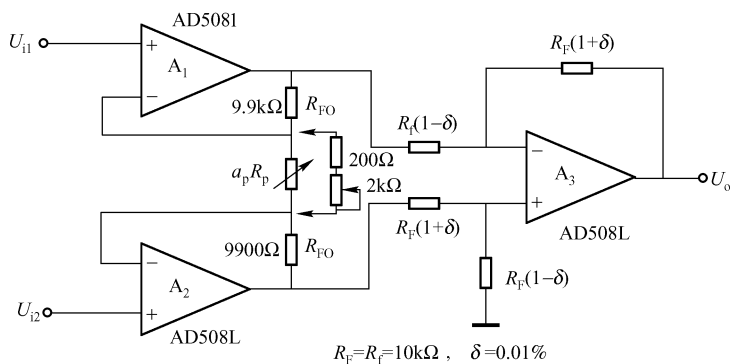 AD508I
U_i1
+
A_1
−
9.9kΩ
R_FO
R_F(1+δ)
R_f(1−δ)
200Ω
a_pR_p
2kΩ
−
A_3
+
U_o
AD508L
R_F(1+δ)
9900Ω
R_FO
−
A_2
+
U_i2
AD508L
R_F(1−δ)
R_F=R_f=10kΩ , δ=0.01%